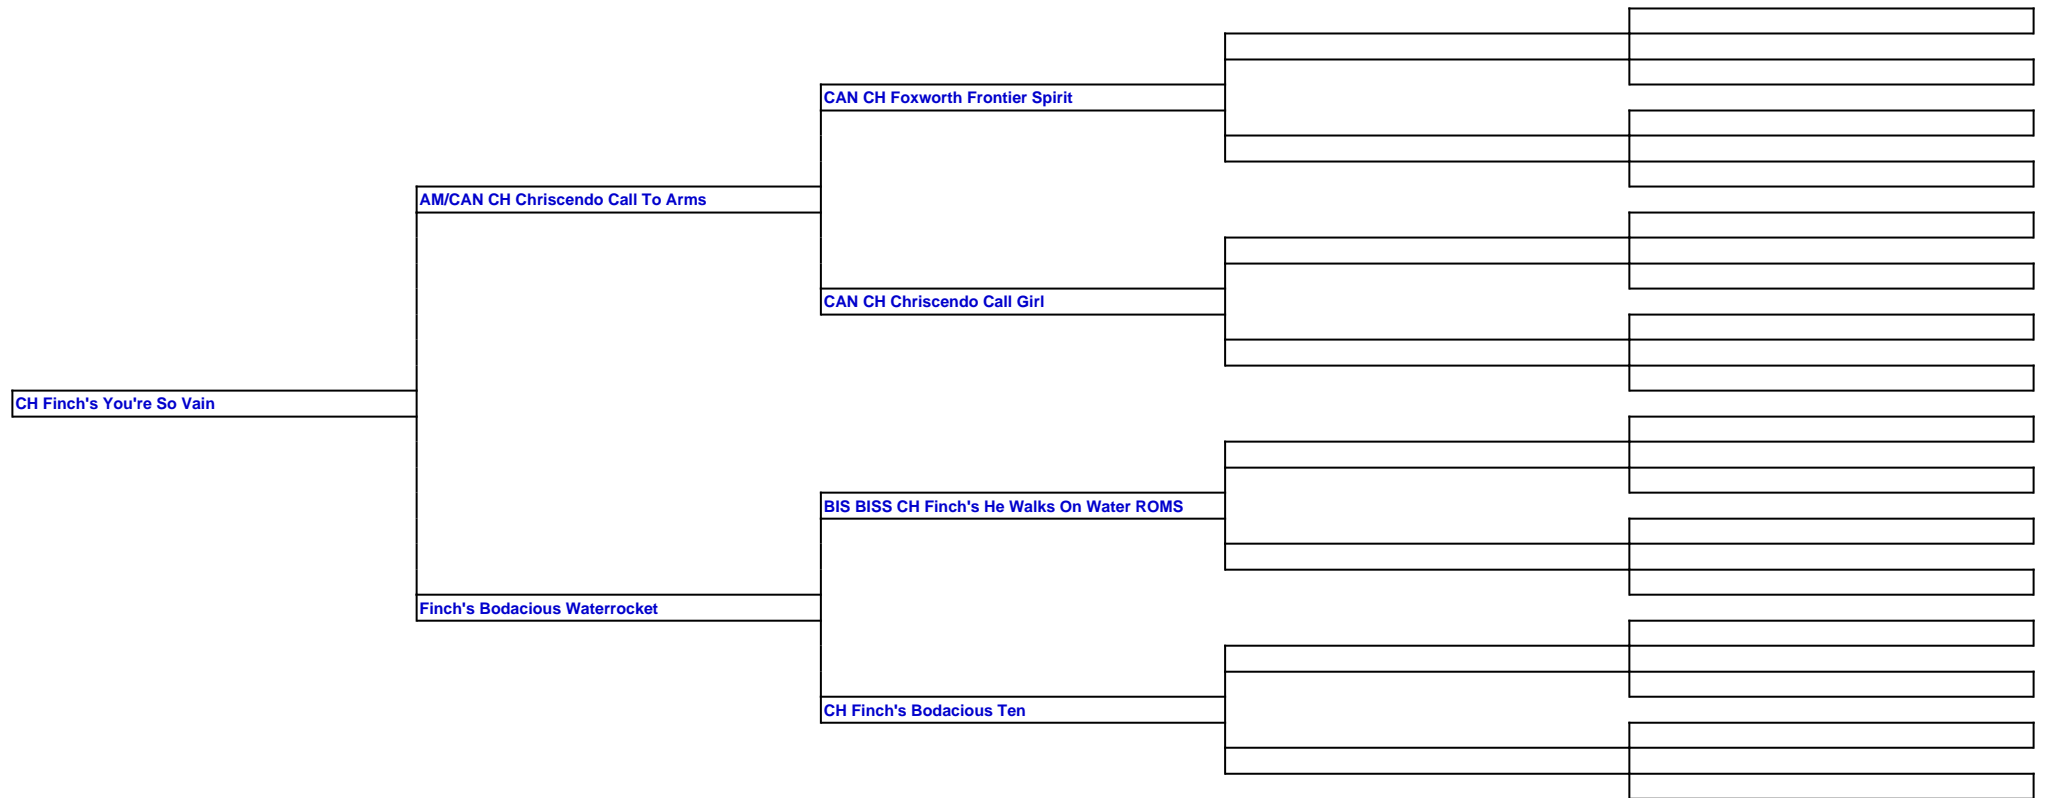 CAN CH Foxworth Frontier Spirit
AM/CAN CH Chriscendo Call To Arms
CAN CH Chriscendo Call Girl
CH Finch's You're So Vain
BIS BISS CH Finch's He Walks On Water ROMS
Finch's Bodacious Waterrocket
CH Finch's Bodacious Ten